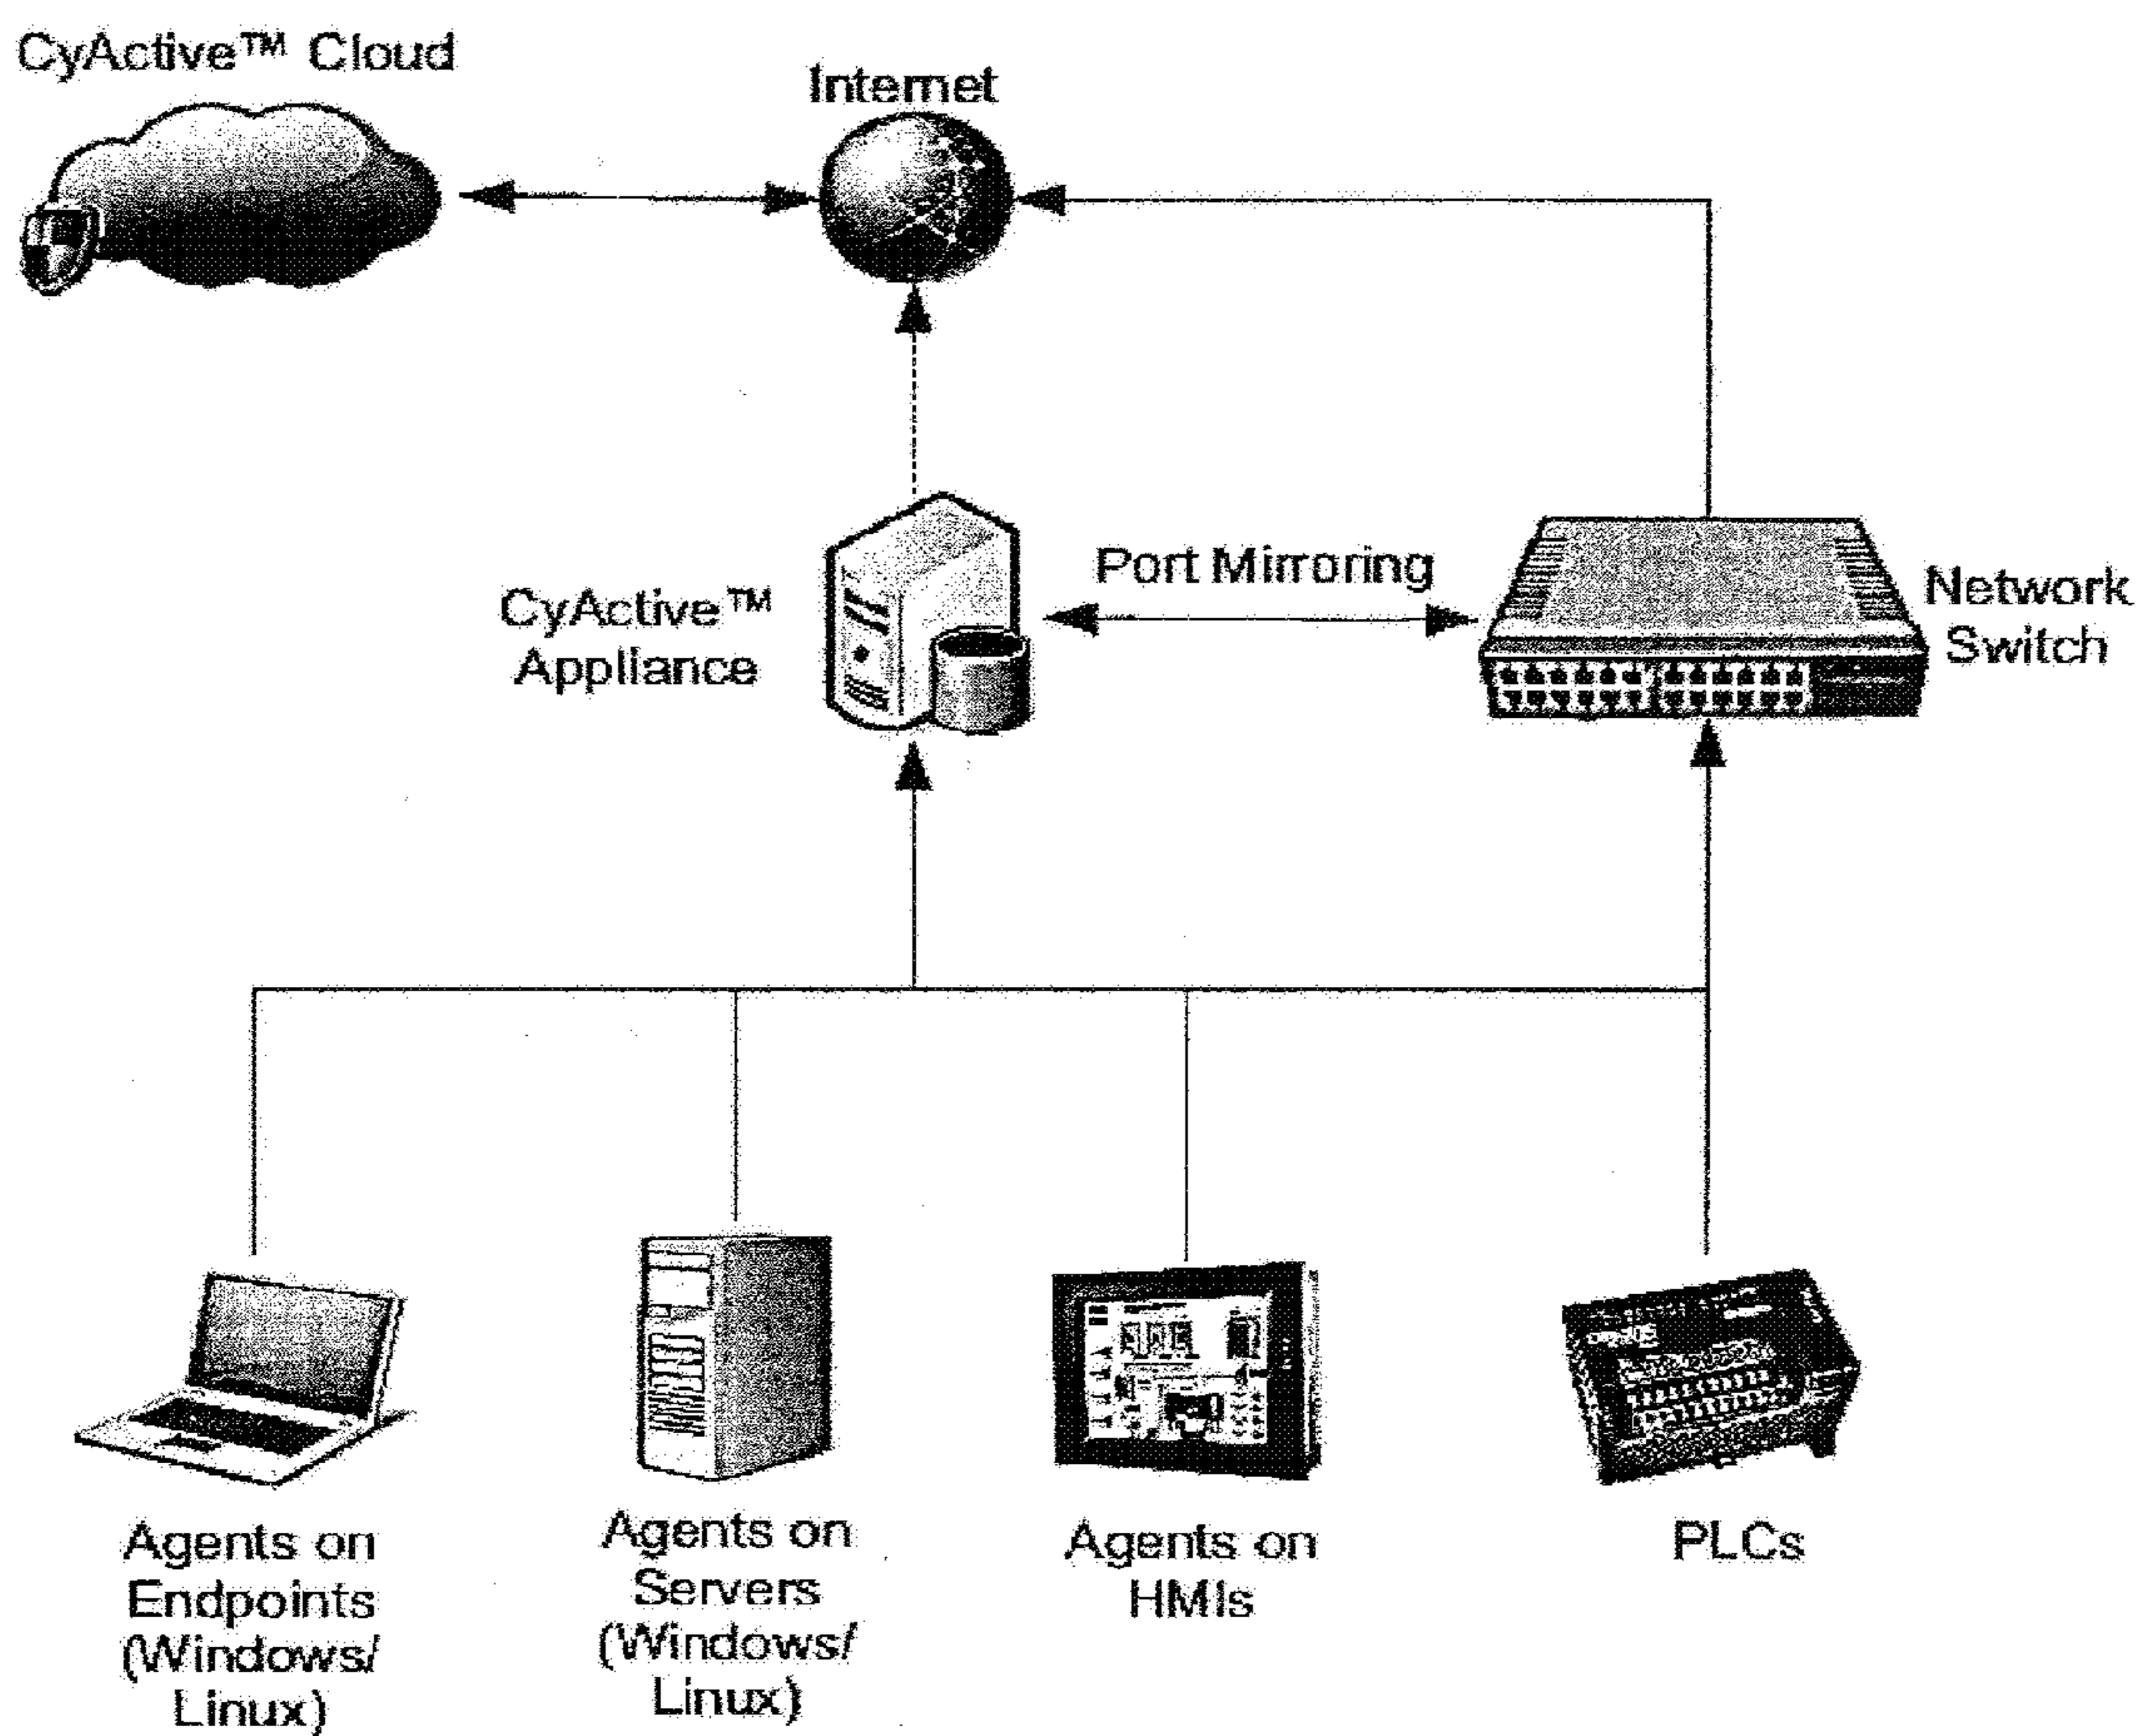 CyActive™ Cloud
Internet
Port Mirroring
CyActive™
Appliance
Network
Switch
Agents on
Endpoints
(Windows/
Linux)
Agents on
Servers
(Windows/
Linux)
Agents on
HMIs
PLCs